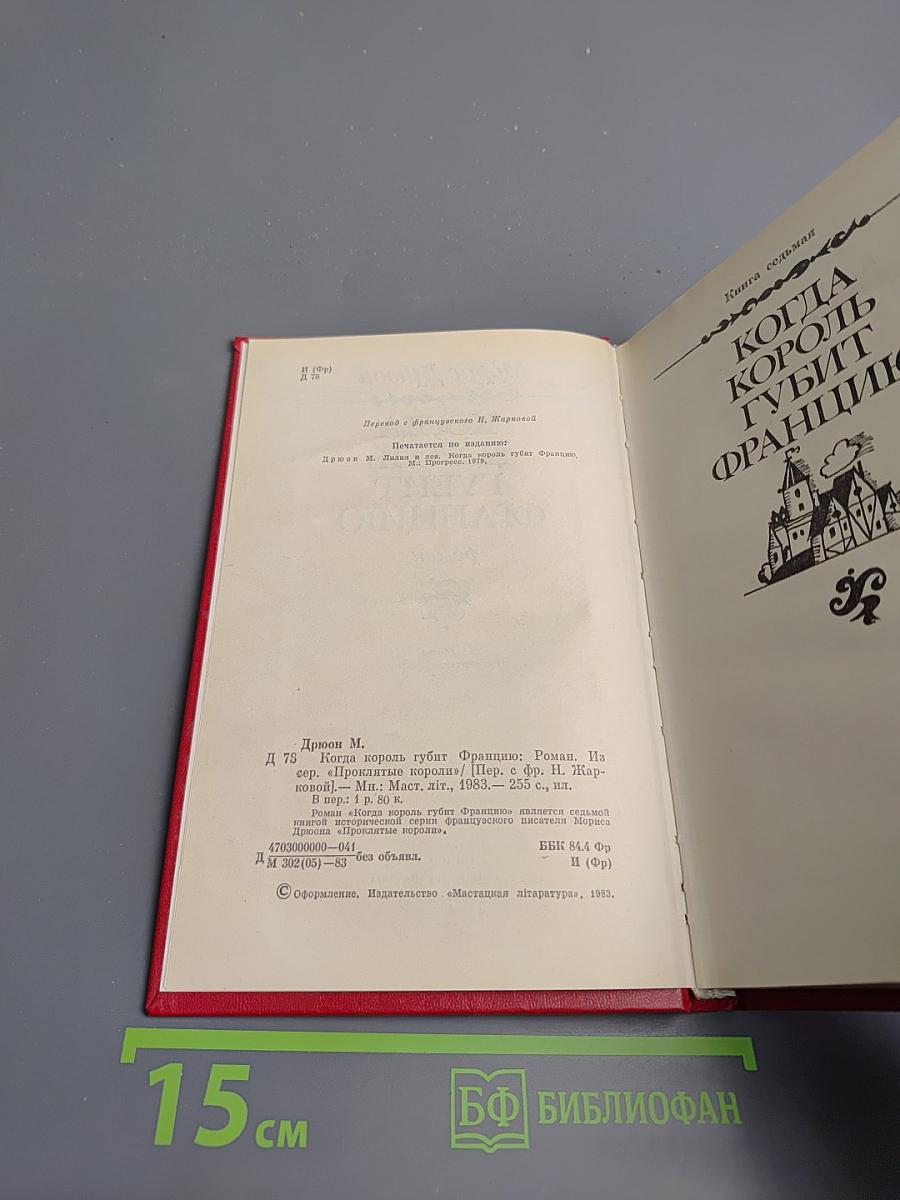 И (Фр)
Д 78
Перевод с французского Н. Жарковой
Печатается по изданию:
Дрюон М. Лилия и лев. Когда король губит Францию.
М.: Прогресс. 1979.
Дрюон М.
Д 78 Когда король губит Францию: Роман. Из
сер. «Проклятые короли»/ [Пер. с фр. Н. Жар-
ковой].— Мн.: Маст. літ., 1983.— 255 с., ил.
В пер.: 1 р. 80 к.
Роман «Когда король губит Францию» является седьмой
книгой исторической серии французского писателя Мориса
Дрюона «Проклятые короли».
Д 4703000000—041
М 302(05)—83 без объявл.
ББК 84.4 Фр
И (Фр)
© Оформление. Издательство «Мастацкая літаратура», 1983.
Книга седьмая
КОГДА
КОРОЛЬ
ГУБИТ
ФРАНЦИЮ
15 см
БФ БИБЛИОФАН